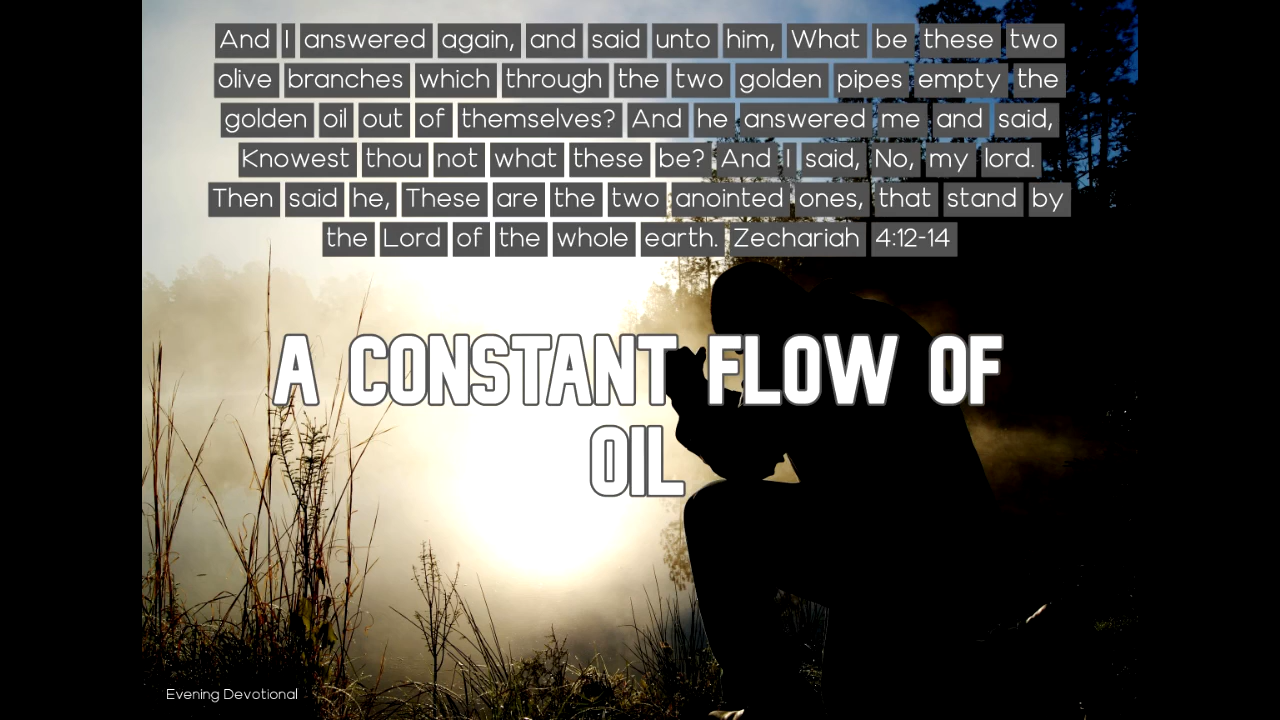 And I answered again, and said unto him, What be these two
olive branches which through the two golden pipes empty the
golden oil out of themselves? And he answered me and said,
Knowest thou not what these be? And I said, No, my lord.
Then said he, These are the two anointed ones, that stand by
the Lord of the whole earth. Zechariah 4:12-14
A CONSTANT FLOW OF
OIL
Evening Devotional